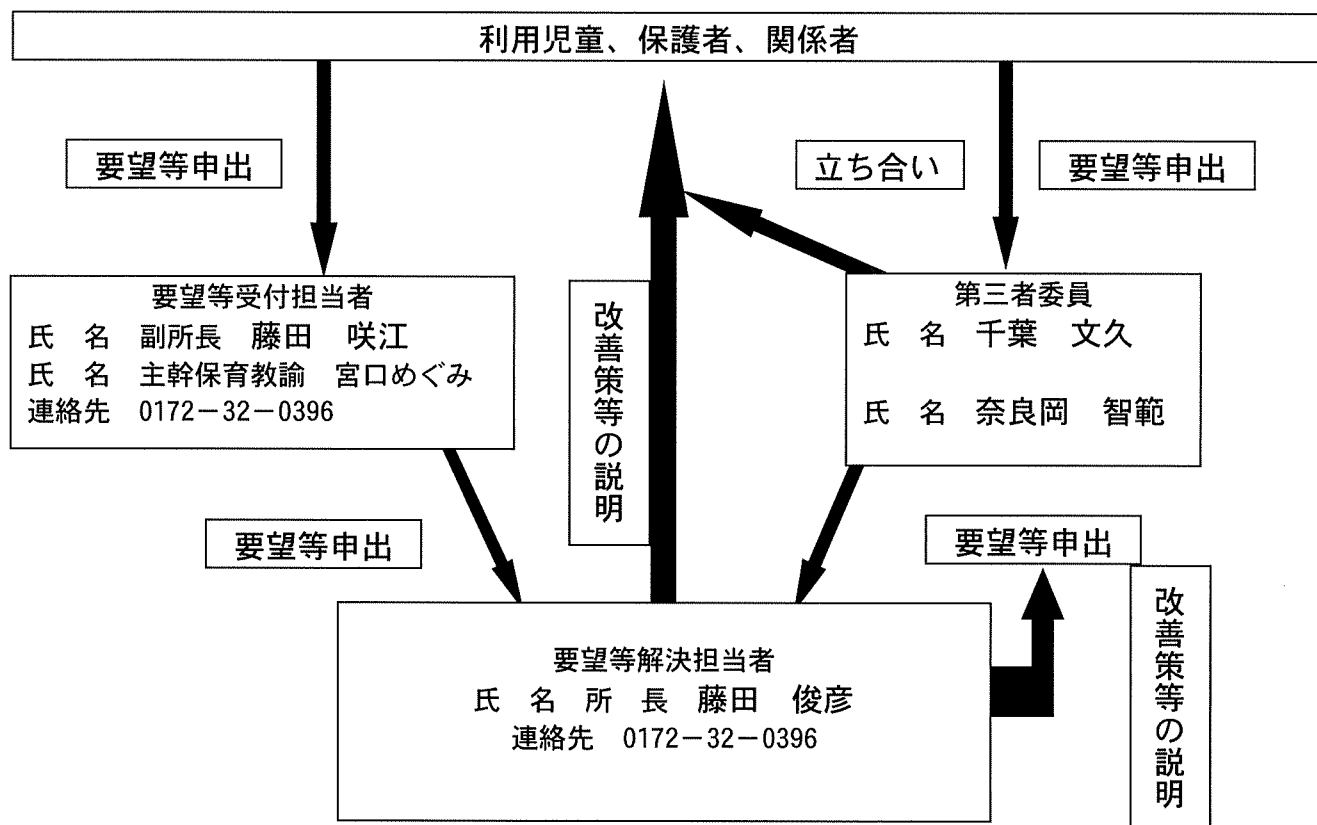 利用児童、保護者、関係者
要望等申出
立ち合い
要望等申出
要望等受付担当者
氏　名　副所長　藤田　咲江
氏　名　主幹保育教諭　宮口めぐみ
連絡先　0172－32－0396
改善策等の説明
第三者委員
氏　名　千葉　文久
氏　名　奈良岡　智範
要望等申出
要望等申出
改善策等の説明
要望等解決担当者
氏　名　所　長　藤田　俊彦
連絡先　0172－32－0396